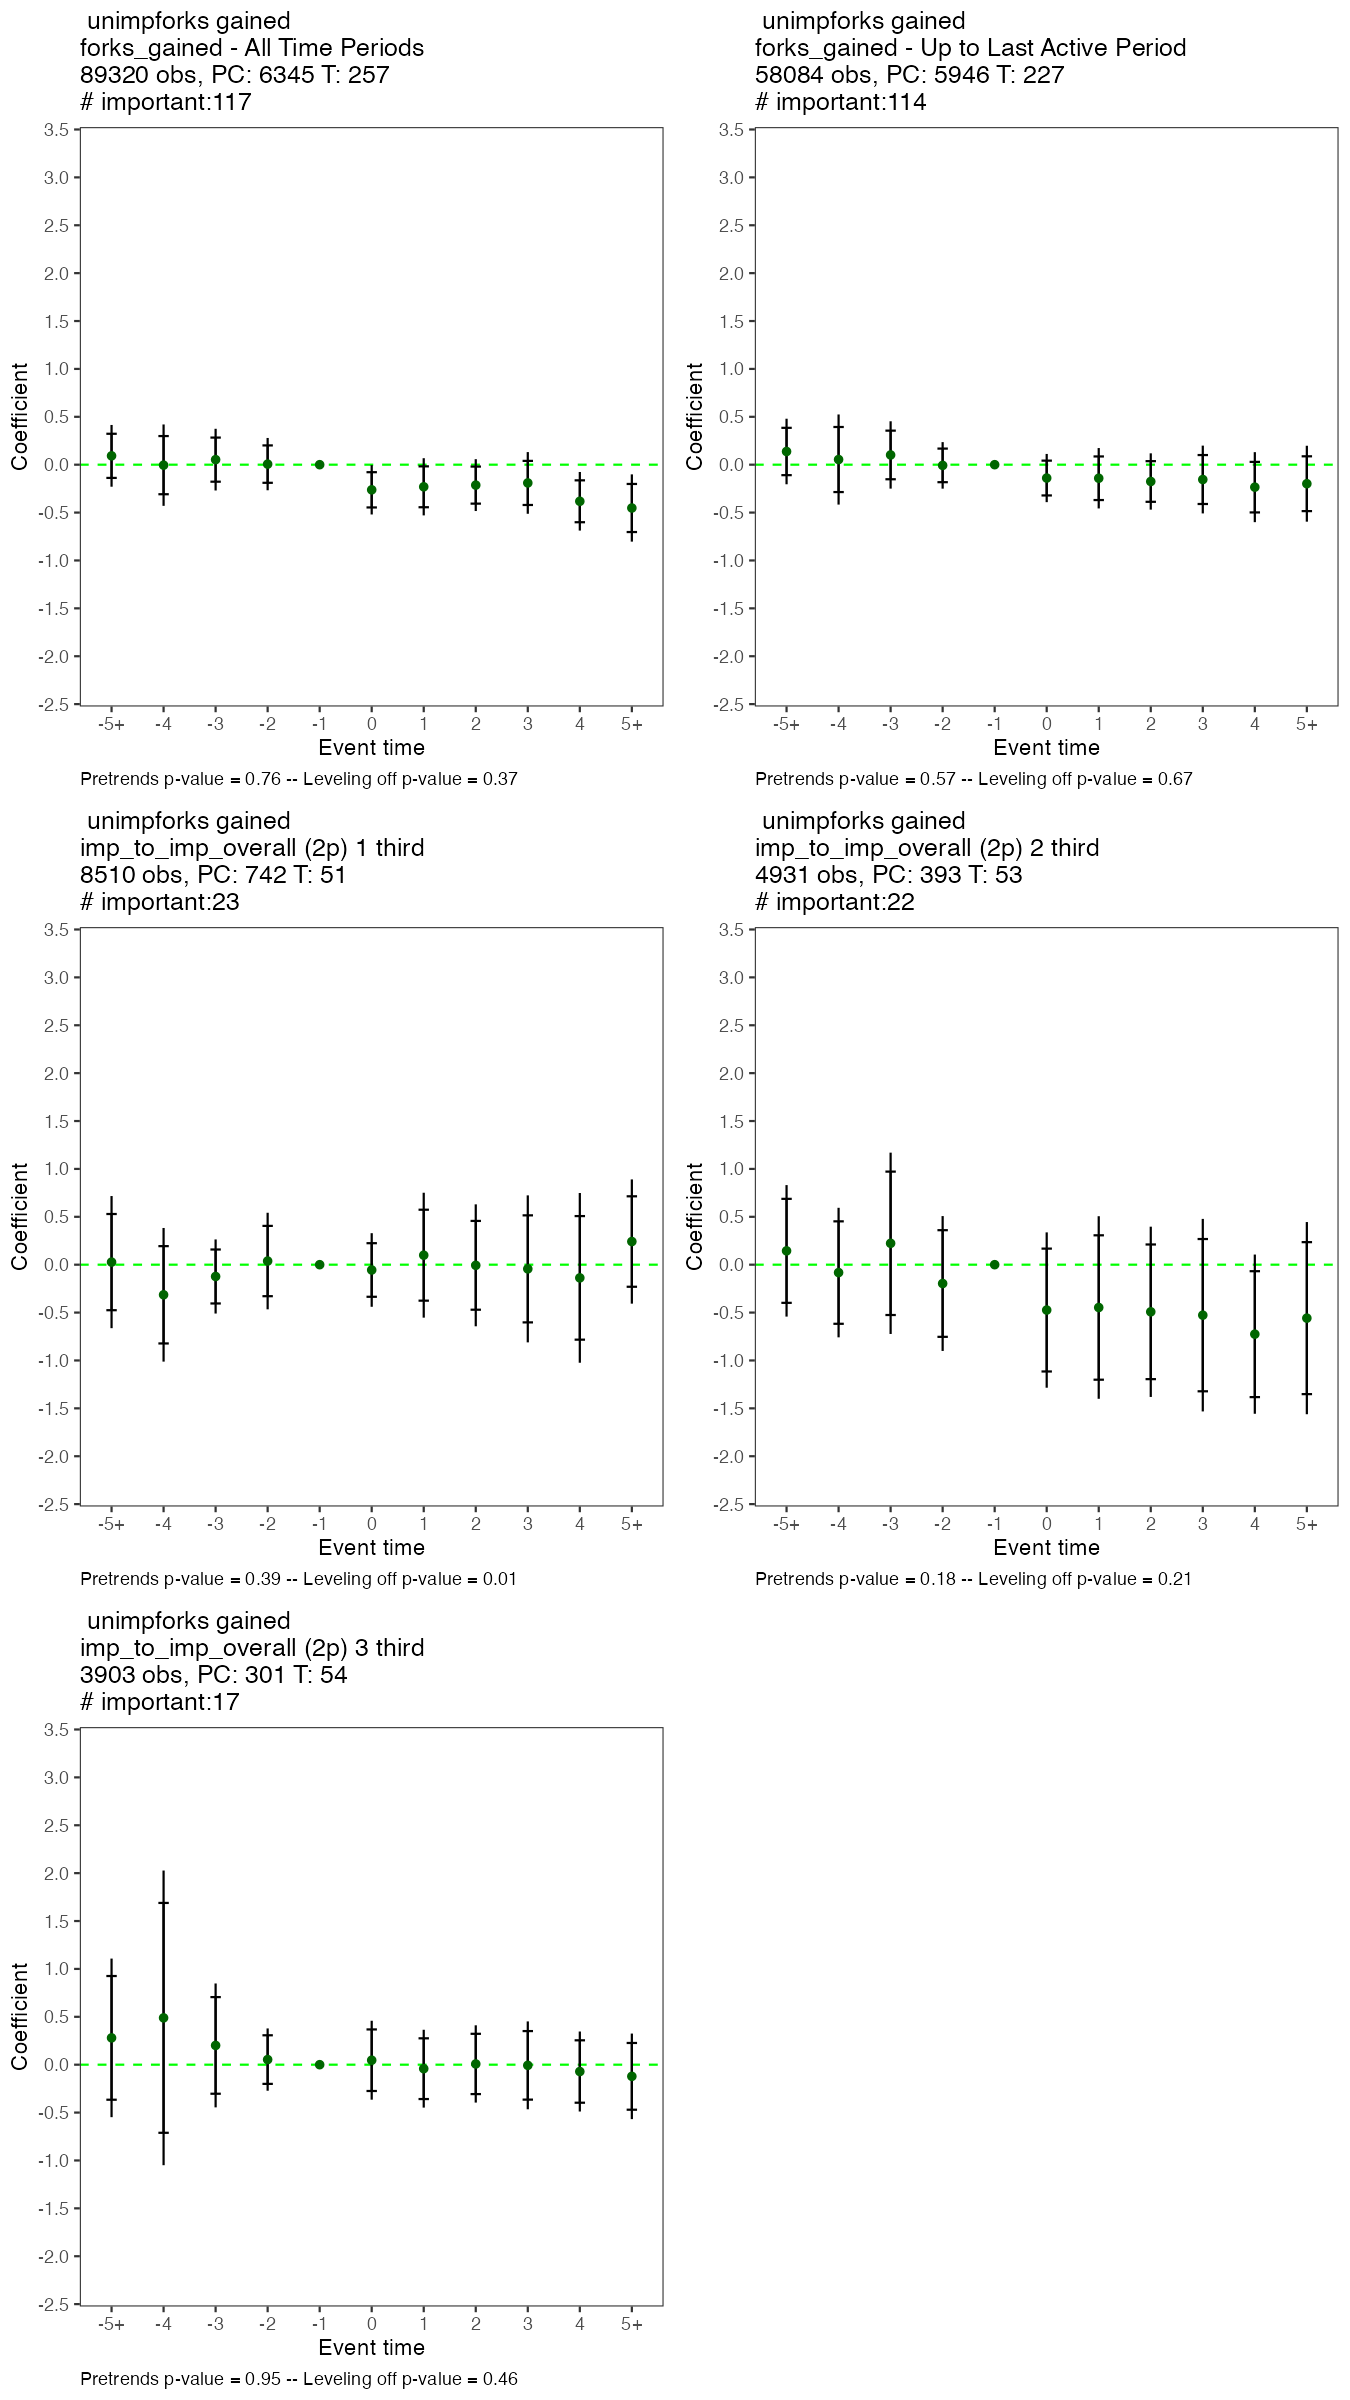 unimpforks gained
forks_gained - All Time Periods
89320 obs, PC: 6345 T: 257
# important:117
3.5
3.0
2.5
2.0
1.5
1.0
0.5
0.0
-0.5
-1.0
-1.5
-2.0
-2.5
Coefficient
-5+ -4 -3 -2 -1 0 1 2 3 4 5+
Event time
Pretrends p-value = 0.76 -- Leveling off p-value = 0.37
unimpforks gained
forks_gained - Up to Last Active Period
58084 obs, PC: 5946 T: 227
# important:114
3.5
3.0
2.5
2.0
1.5
1.0
0.5
0.0
-0.5
-1.0
-1.5
-2.0
-2.5
Coefficient
-5+ -4 -3 -2 -1 0 1 2 3 4 5+
Event time
Pretrends p-value = 0.57 -- Leveling off p-value = 0.67
unimpforks gained
imp_to_imp_overall (2p) 1 third
8510 obs, PC: 742 T: 51
# important:23
3.5
3.0
2.5
2.0
1.5
1.0
0.5
0.0
-0.5
-1.0
-1.5
-2.0
-2.5
Coefficient
-5+ -4 -3 -2 -1 0 1 2 3 4 5+
Event time
Pretrends p-value = 0.39 -- Leveling off p-value = 0.01
unimpforks gained
imp_to_imp_overall (2p) 2 third
4931 obs, PC: 393 T: 53
# important:22
3.5
3.0
2.5
2.0
1.5
1.0
0.5
0.0
-0.5
-1.0
-1.5
-2.0
-2.5
Coefficient
-5+ -4 -3 -2 -1 0 1 2 3 4 5+
Event time
Pretrends p-value = 0.18 -- Leveling off p-value = 0.21
unimpforks gained
imp_to_imp_overall (2p) 3 third
3903 obs, PC: 301 T: 54
# important:17
3.5
3.0
2.5
2.0
1.5
1.0
0.5
0.0
-0.5
-1.0
-1.5
-2.0
-2.5
Coefficient
-5+ -4 -3 -2 -1 0 1 2 3 4 5+
Event time
Pretrends p-value = 0.95 -- Leveling off p-value = 0.46